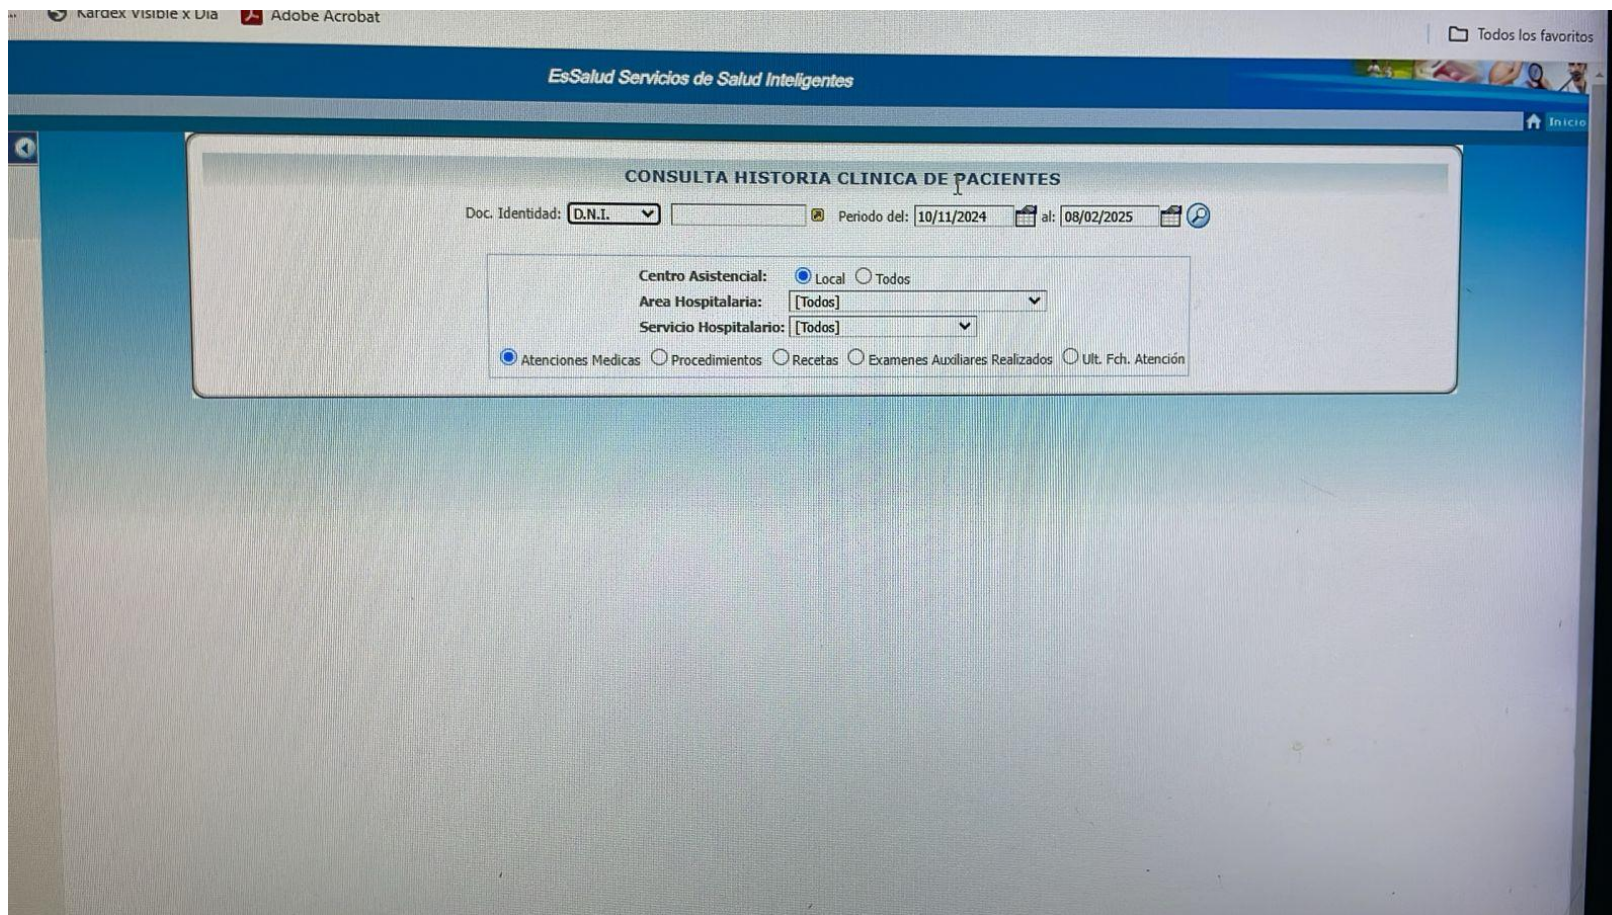 Kardex Visible x Dia Adobe Acrobat
Todos los favoritos
EsSalud Servicios de Salud Inteligentes
Inicio
CONSULTA HISTORIA CLINICA DE PACIENTES
Doc. Identidad: D.N.I. Periodo del: 10/11/2024 al: 08/02/2025
Centro Asistencial: Local Todos
Area Hospitalaria: [Todos]
Servicio Hospitalario: [Todos]
Atenciones Medicas Procedimientos Recetas Examenes Auxiliares Realizados Ult. Fch. Atención